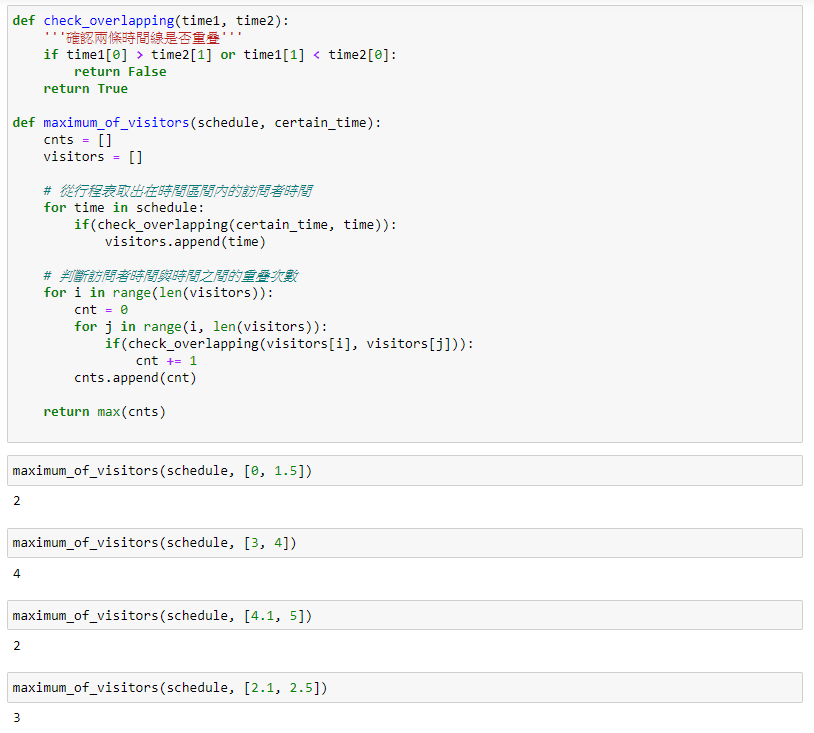 def check_overlapping(time1, time2):
    '''確認兩條時間線是否重疊'''
    if time1[0] > time2[1] or time1[1] < time2[0]:
        return False
    return True
def maximum_of_visitors(schedule, certain_time):
    cnts = []
    visitors = []
    # 從行程表取出在時間區間內的訪問者時間
    for time in schedule:
        if(check_overlapping(certain_time, time)):
            visitors.append(time)
    # 判斷訪問者時間與時間之間的重疊次數
    for i in range(len(visitors)):
        cnt = 0
        for j in range(i, len(visitors)):
            if(check_overlapping(visitors[i], visitors[j])):
                cnt += 1
        cnts.append(cnt)
    return max(cnts)
maximum_of_visitors(schedule, [0, 1.5])
2
maximum_of_visitors(schedule, [3, 4])
4
maximum_of_visitors(schedule, [4.1, 5])
2
maximum_of_visitors(schedule, [2.1, 2.5])
3